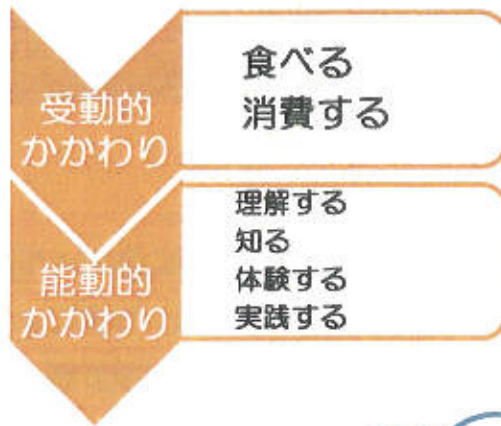 受動的
かかわり
食べる
消費する
能動的
かかわり
理解する
知る
体験する
実践する